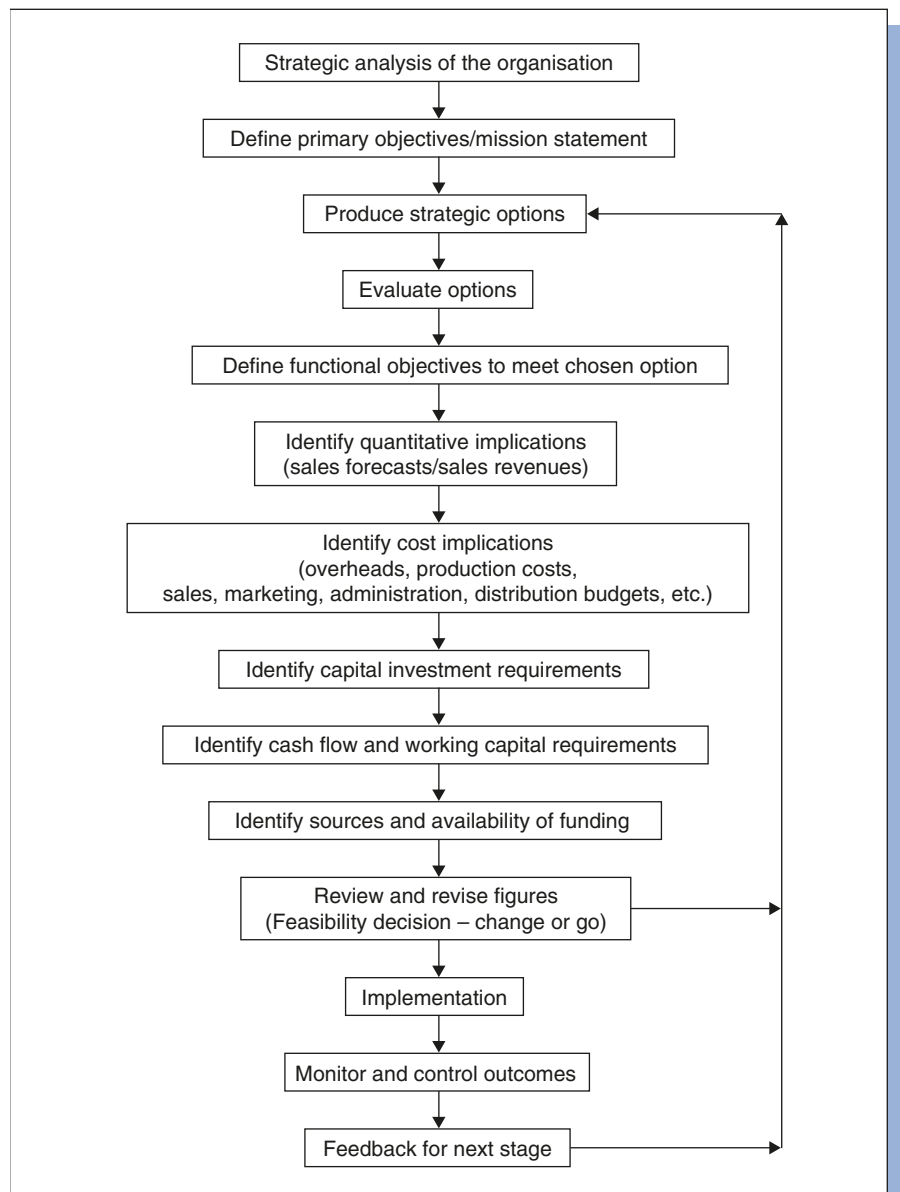 Strategic analysis of the organisation
Define primary objectives/mission statement
Produce strategic options
Evaluate options
Define functional objectives to meet chosen option
Identify quantitative implications
(sales forecasts/sales revenues)
Identify cost implications
(overheads, production costs,
sales, marketing, administration, distribution budgets, etc.)
Identify capital investment requirements
Identify cash flow and working capital requirements
Identify sources and availability of funding
Review and revise figures
(Feasibility decision – change or go)
Implementation
Monitor and control outcomes
Feedback for next stage